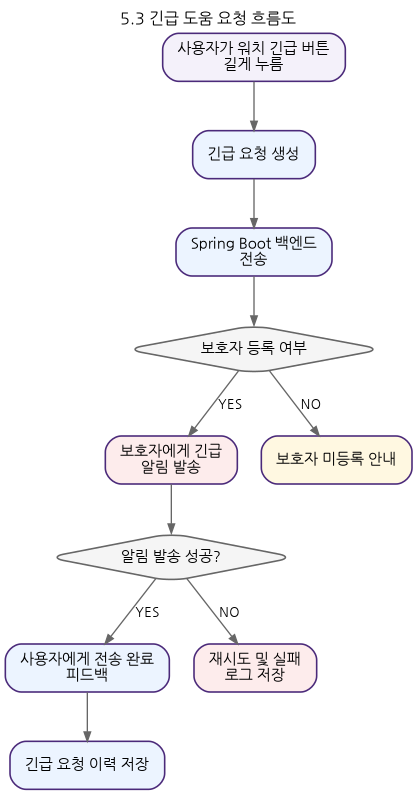 5.3 긴급 도움 요청 흐름도
사용자가 워치 긴급 버튼
길게 누름
긴급 요청 생성
Spring Boot 백엔드
전송
보호자 등록 여부
YES
NO
보호자에게 긴급
알림 발송
보호자 미등록 안내
알림 발송 성공?
YES
NO
사용자에게 전송 완료
피드백
재시도 및 실패
로그 저장
긴급 요청 이력 저장